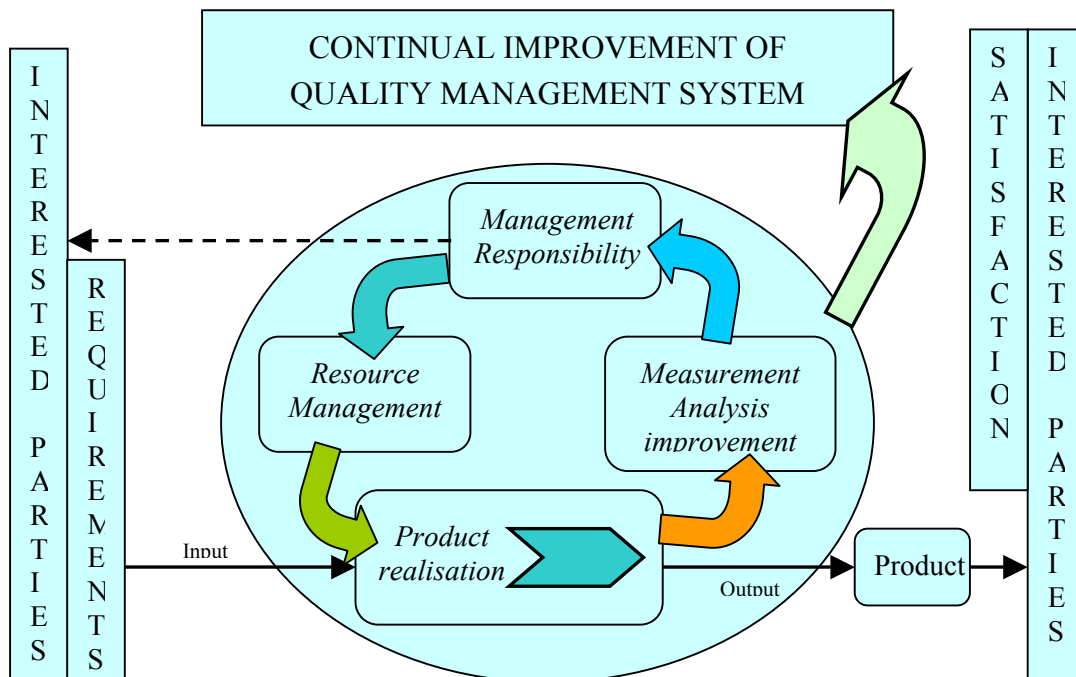 CONTINUAL IMPROVEMENT OF
QUALITY MANAGEMENT SYSTEM
INTERESTED PARTIES
REQUIREMENTS
Management
Responsibility
Resource
Management
Measurement
Analysis
improvement
Product
realisation
Input
Output
Product
SATISFACTION
INTERESTED PARTIES